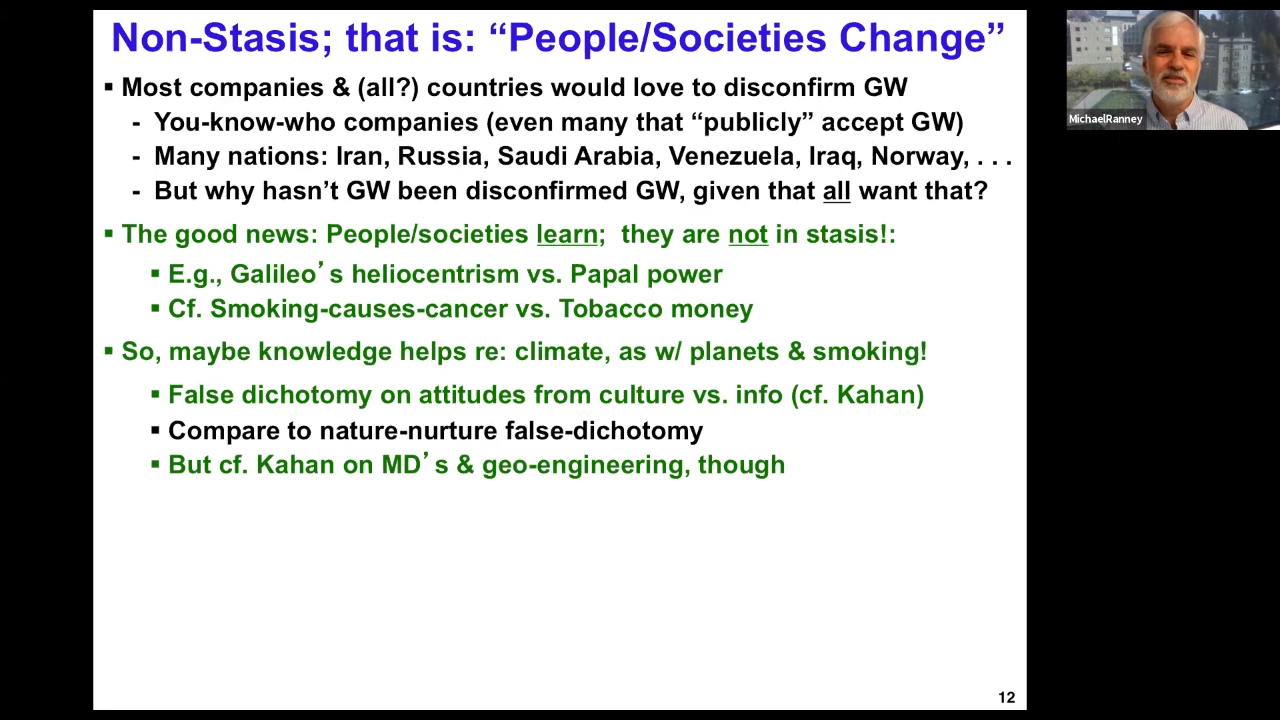 Non-Stasis; that is: “People/Societies Change”
▪ Most companies & (all?) countries would love to disconfirm GW
- You-know-who companies (even many that “publicly” accept GW)
- Many nations: Iran, Russia, Saudi Arabia, Venezuela, Iraq, Norway, . . .
- But why hasn’t GW been disconfirmed GW, given that all want that?
▪ The good news: People/societies learn; they are not in stasis!:
▪ E.g., Galileo’s heliocentrism vs. Papal power
▪ Cf. Smoking-causes-cancer vs. Tobacco money
▪ So, maybe knowledge helps re: climate, as w/ planets & smoking!
▪ False dichotomy on attitudes from culture vs. info (cf. Kahan)
▪ Compare to nature-nurture false-dichotomy
▪ But cf. Kahan on MD’s & geo-engineering, though
12
MichaelRanney